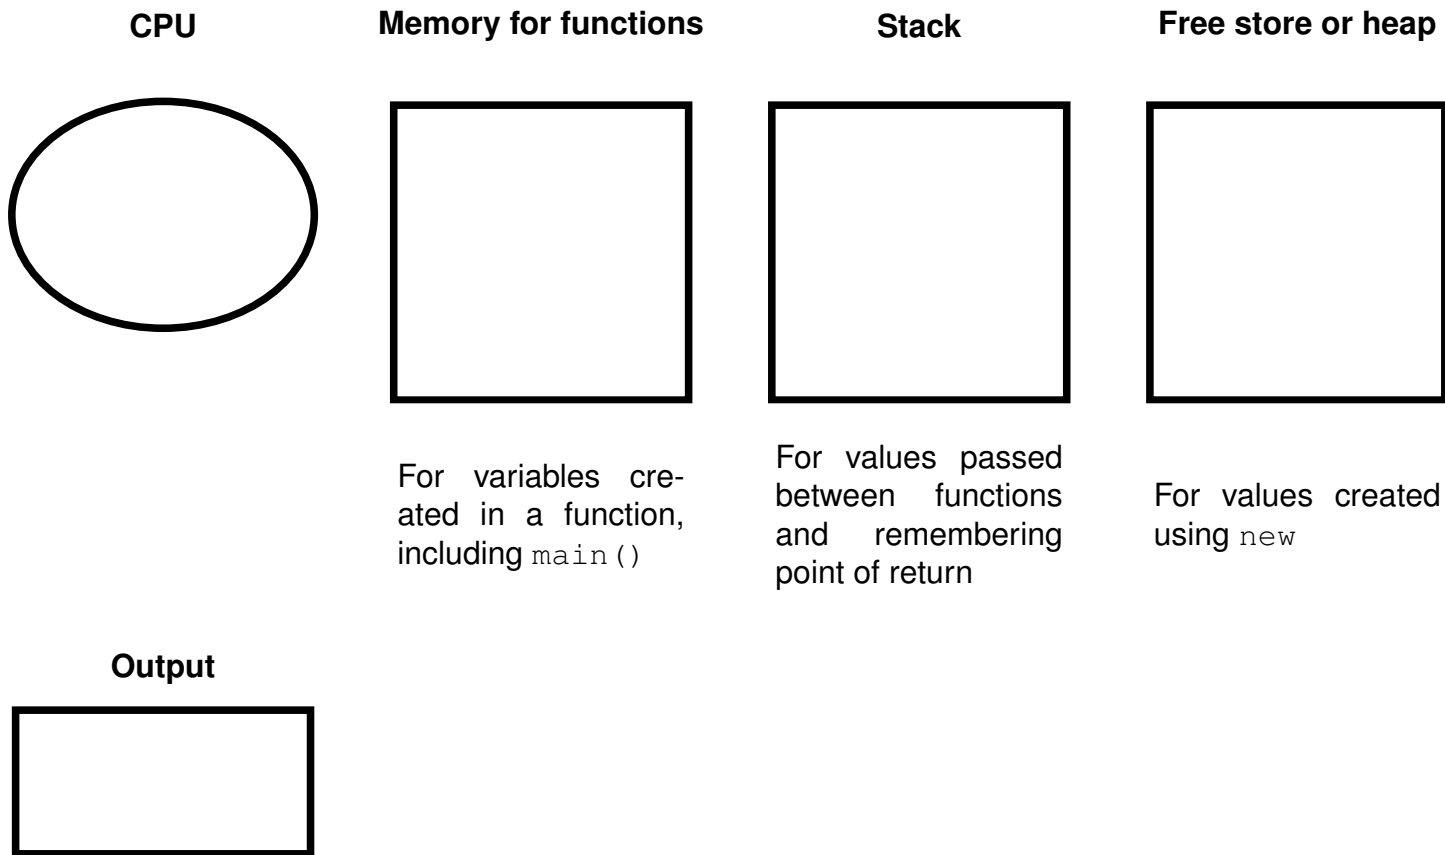 CPU
Memory for functions
Stack
Free store or heap
For variables cre-
ated in a function,
including main()
For values passed
between functions
and remembering
point of return
For values created
using new
Output